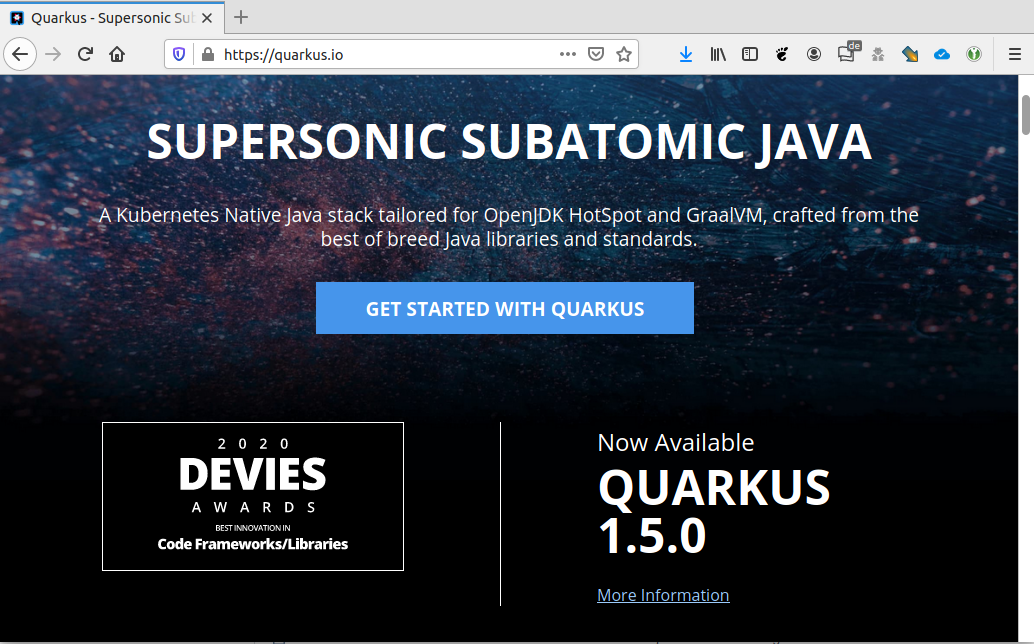 Quarkus - Supersonic Sub
https://quarkus.io
de
SUPERSONIC SUBATOMIC JAVA
A Kubernetes Native Java stack tailored for OpenJDK HotSpot and GraalVM, crafted from the
best of breed Java libraries and standards.
GET STARTED WITH QUARKUS
2020
DEVIES
AWARDS
BEST INNOVATION IN
Code Frameworks/Libraries
Now Available
QUARKUS
1.5.0
More Information